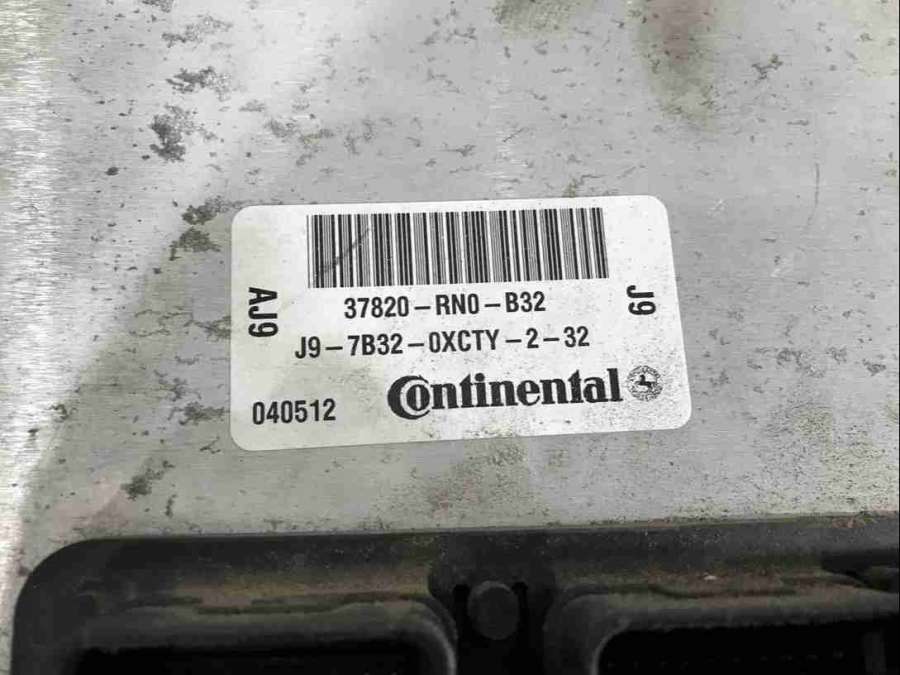 37820-RN0-B32
AJ9
J9
J9-7B32-0XCTY-2-32
040512
Continental